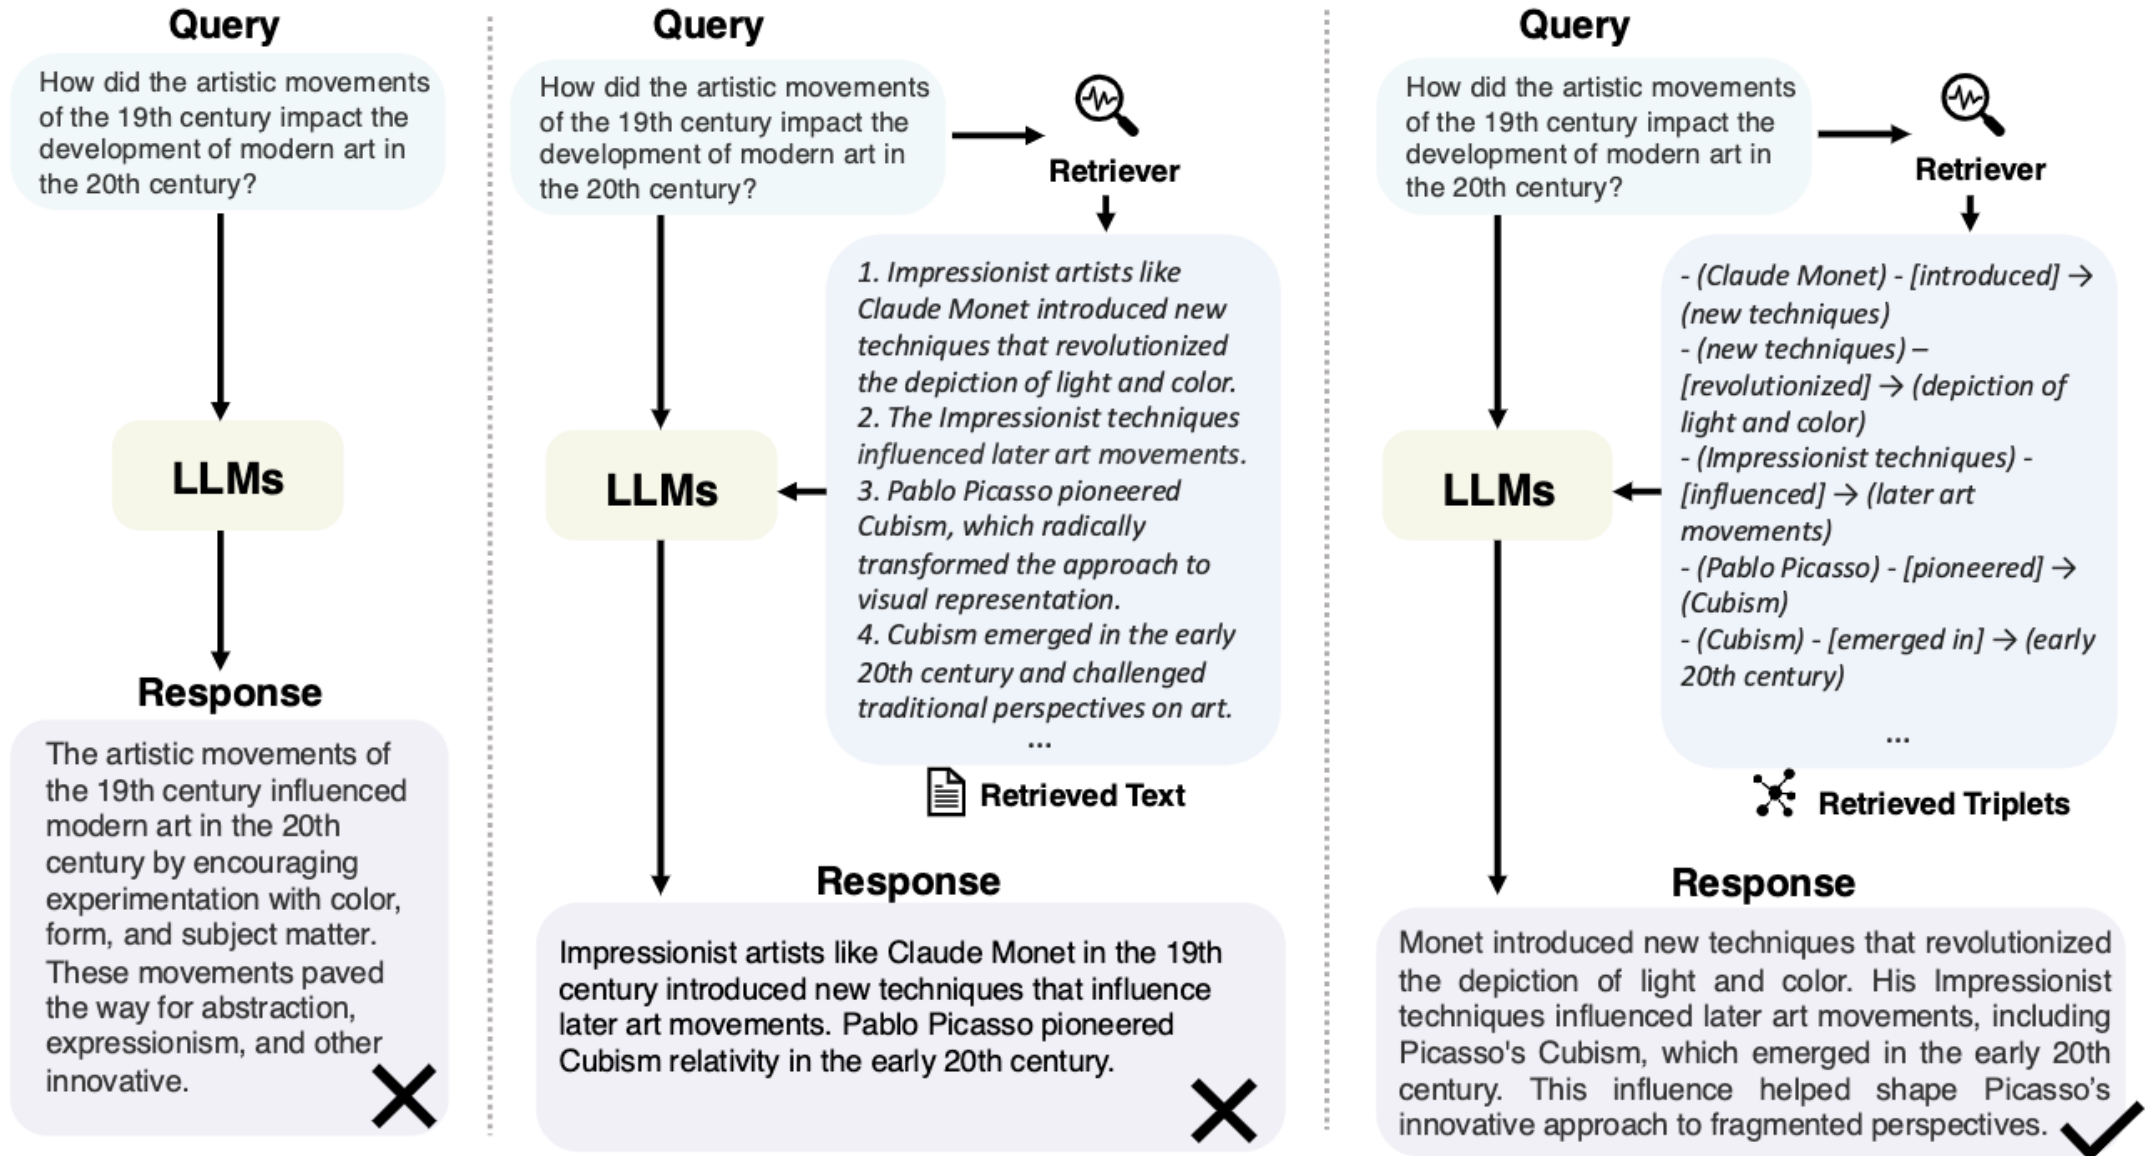 Query
How did the artistic movements
of the 19th century impact the
development of modern art in
the 20th century?
LLMs
Response
The artistic movements of
the 19th century influenced
modern art in the 20th
century by encouraging
experimentation with color,
form, and subject matter.
These movements paved
the way for abstraction,
expressionism, and other
innovative.
Query
How did the artistic movements
of the 19th century impact the
development of modern art in
the 20th century?
Retriever
1. Impressionist artists like
Claude Monet introduced new
techniques that revolutionized
the depiction of light and color.
2. The Impressionist techniques
influenced later art movements.
3. Pablo Picasso pioneered
Cubism, which radically
transformed the approach to
visual representation.
4. Cubism emerged in the early
20th century and challenged
traditional perspectives on art.
...
Retrieved Text
LLMs
Response
Impressionist artists like Claude Monet in the 19th
century introduced new techniques that influence
later art movements. Pablo Picasso pioneered
Cubism relativity in the early 20th century.
Query
How did the artistic movements
of the 19th century impact the
development of modern art in
the 20th century?
Retriever
- (Claude Monet) - [introduced] →
(new techniques)
- (new techniques) –
[revolutionized] → (depiction of
light and color)
- (Impressionist techniques) -
[influenced] → (later art
movements)
- (Pablo Picasso) - [pioneered] →
(Cubism)
- (Cubism) - [emerged in] → (early
20th century)
...
Retrieved Triplets
LLMs
Response
Monet introduced new techniques that revolutionized
the depiction of light and color. His Impressionist
techniques influenced later art movements, including
Picasso's Cubism, which emerged in the early 20th
century. This influence helped shape Picasso’s
innovative approach to fragmented perspectives.